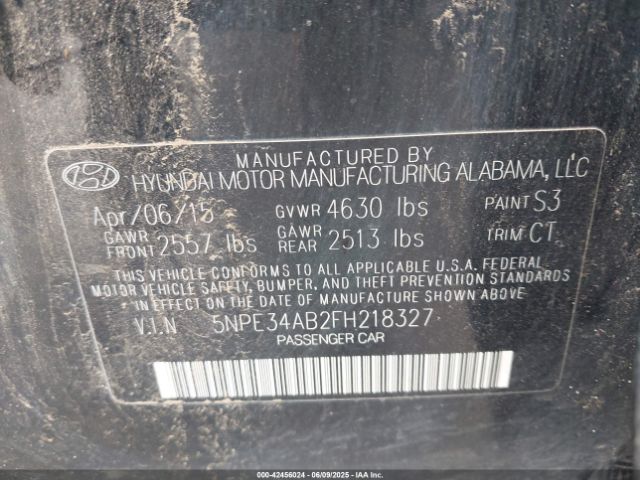 MANUFACTURED BY
HYUNDAI MOTOR MANUFACTURING ALABAMA, LLC
Apr/06/15 GVWR 4630 lbs PAINT S3
GAWR FRONT 2557 lbs GAWR REAR 2513 lbs TRIM CT
THIS VEHICLE CONFORMS TO ALL APPLICABLE U.S.A. FEDERAL
MOTOR VEHICLE SAFETY, BUMPER, AND THEFT PREVENTION STANDARDS
IN EFFECT ON THE DATE OF MANUFACTURE SHOWN ABOVE.
V.I.N 5NPE34AB2FH218327
PASSENGER CAR
000-42456024 - 06/09/2025 - IAA Inc.